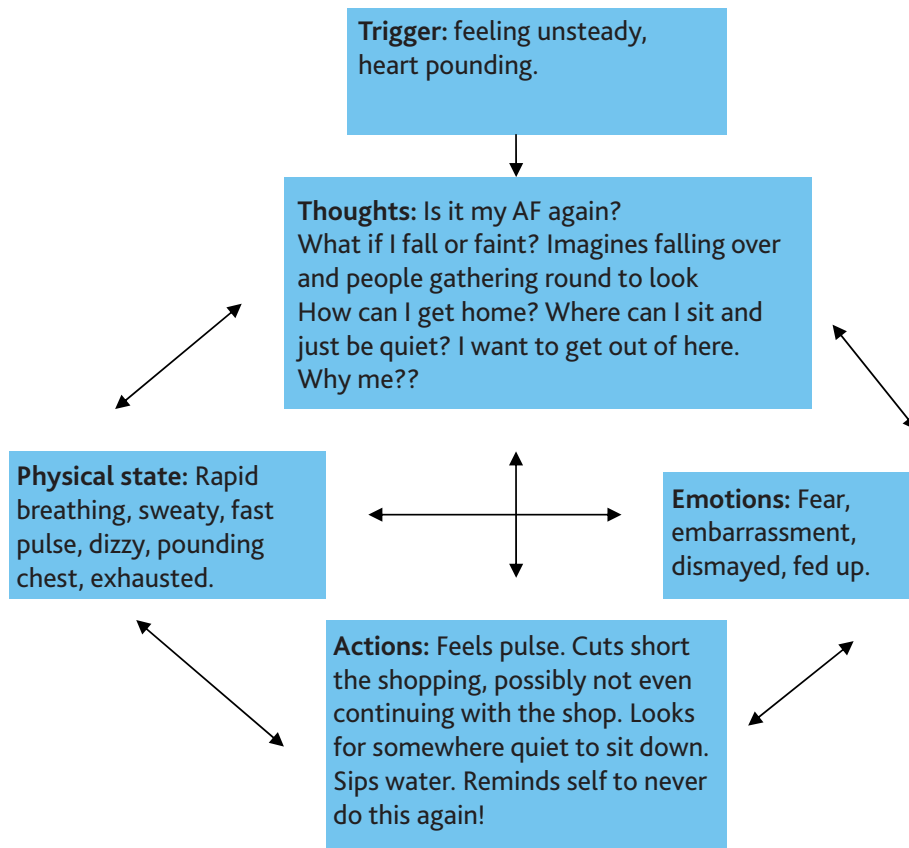 Trigger: feeling unsteady,
heart pounding.
Thoughts: Is it my AF again?
What if I fall or faint? Imagines falling over
and people gathering round to look
How can I get home? Where can I sit and
just be quiet? I want to get out of here.
Why me??
Physical state: Rapid
breathing, sweaty, fast
pulse, dizzy, pounding
chest, exhausted.
Emotions: Fear,
embarrassment,
dismayed, fed up.
Actions: Feels pulse. Cuts short
the shopping, possibly not even
continuing with the shop. Looks
for somewhere quiet to sit down.
Sips water. Reminds self to never
do this again!